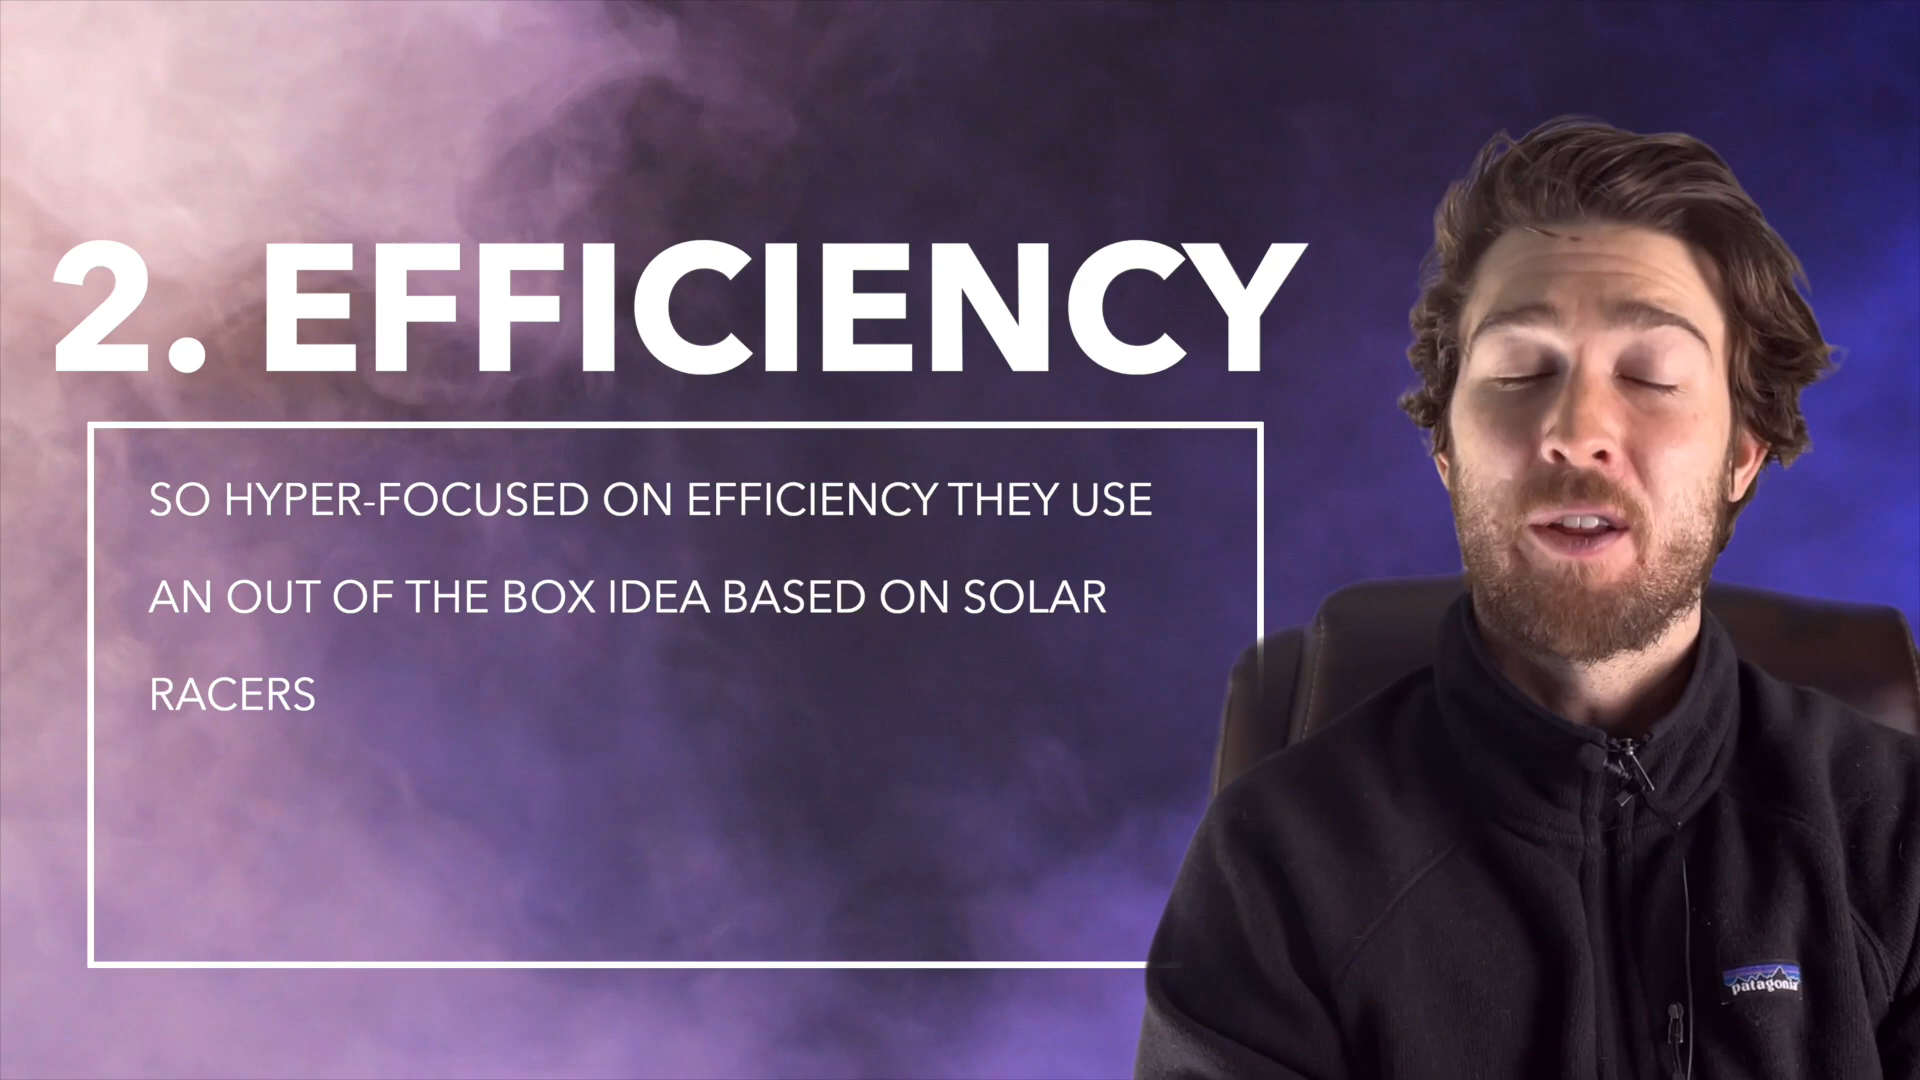 2. EFFICIENCY
SO HYPER-FOCUSED ON EFFICIENCY THEY USE
AN OUT OF THE BOX IDEA BASED ON SOLAR
RACERS
patagonia